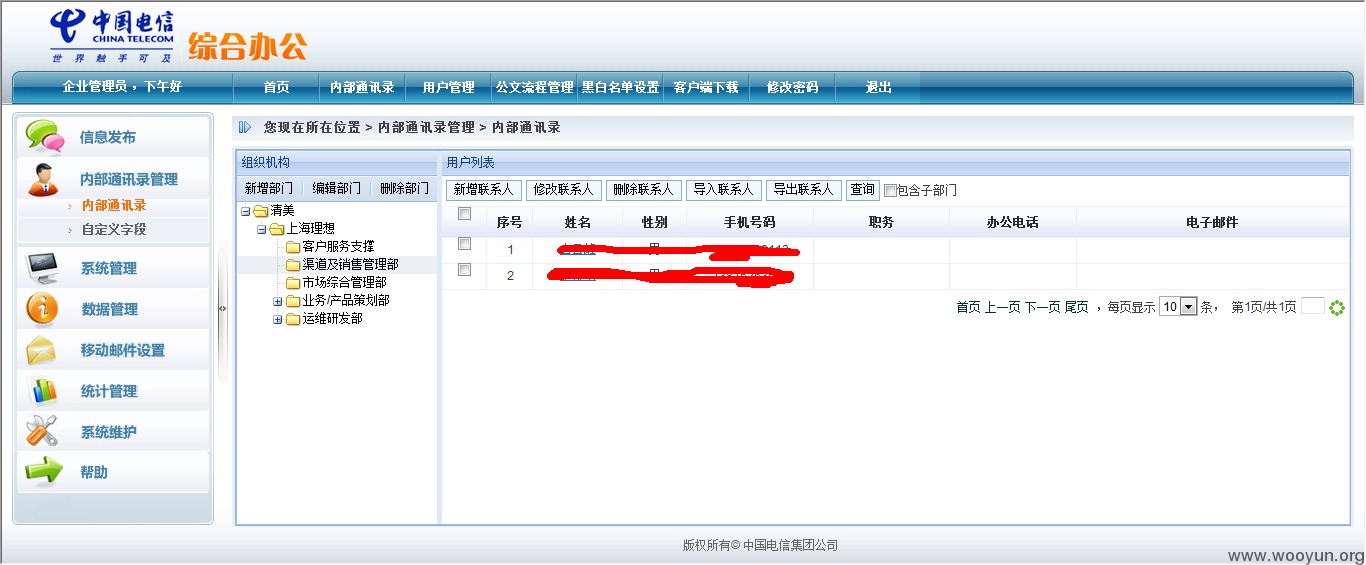 中国电信
CHINA TELECOM
世界触手可及
综合办公
企业管理员，下午好 首页 内部通讯录 用户管理 公文流程管理 黑白名单设置 客户端下载 修改密码 退出
信息发布
内部通讯录管理
内部通讯录
自定义字段
系统管理
数据管理
移动邮件设置
统计管理
系统维护
帮助
您现在所在位置 > 内部通讯录管理 > 内部通讯录
组织机构
新增部门 编辑部门 删除部门
清美
上海理想
客户服务支撑
渠道及销售管理部
市场综合管理部
业务/产品策划部
运维研发部
用户列表
新增联系人 修改联系人 删除联系人 导入联系人 导出联系人 查询 包含子部门
序号 姓名 性别 手机号码 职务 办公电话 电子邮件
1
2
首页 上一页 下一页 尾页 ，每页显示 10 条， 第1页/共1页
版权所有© 中国电信集团公司
www.wooyun.org